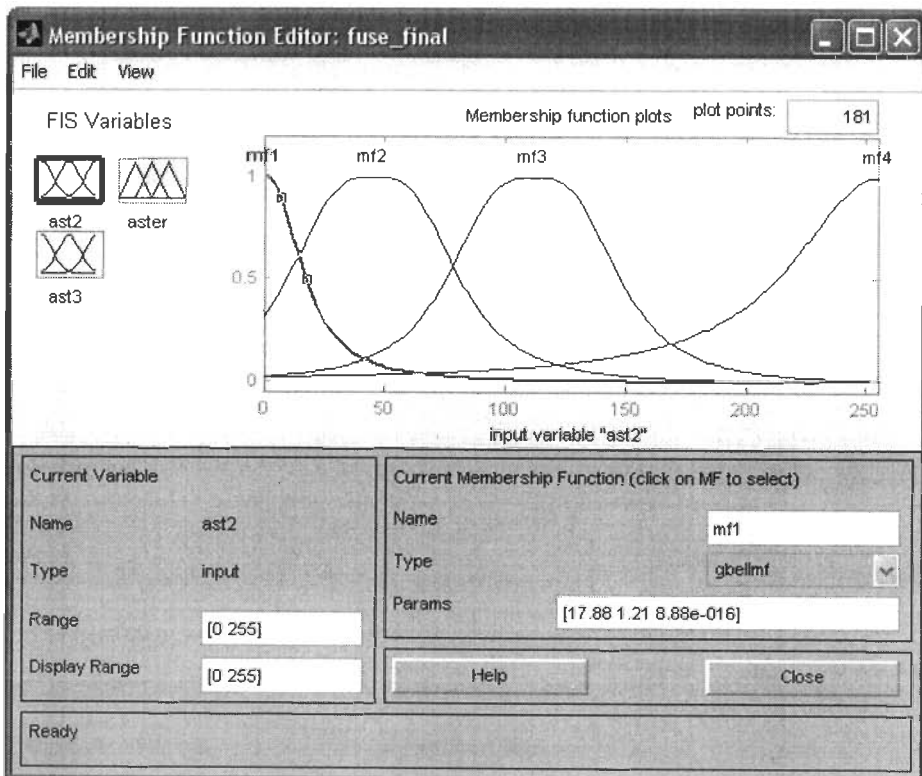 Membership Function Editor: fuse_final
File Edit View
FIS Variables
Membership function plots plot points: 181
mf1 mf2 mf3 mf4
ast2 aster
ast3
1
0.5
0
0 50 100 150 200 250
input variable "ast2"
Current Variable
Name ast2
Type input
Range [0 255]
Display Range [0 255]
Current Membership Function (click on MF to select)
Name mf1
Type gbellmf
Params [17.88 1.21 8.88e-016]
Help Close
Ready